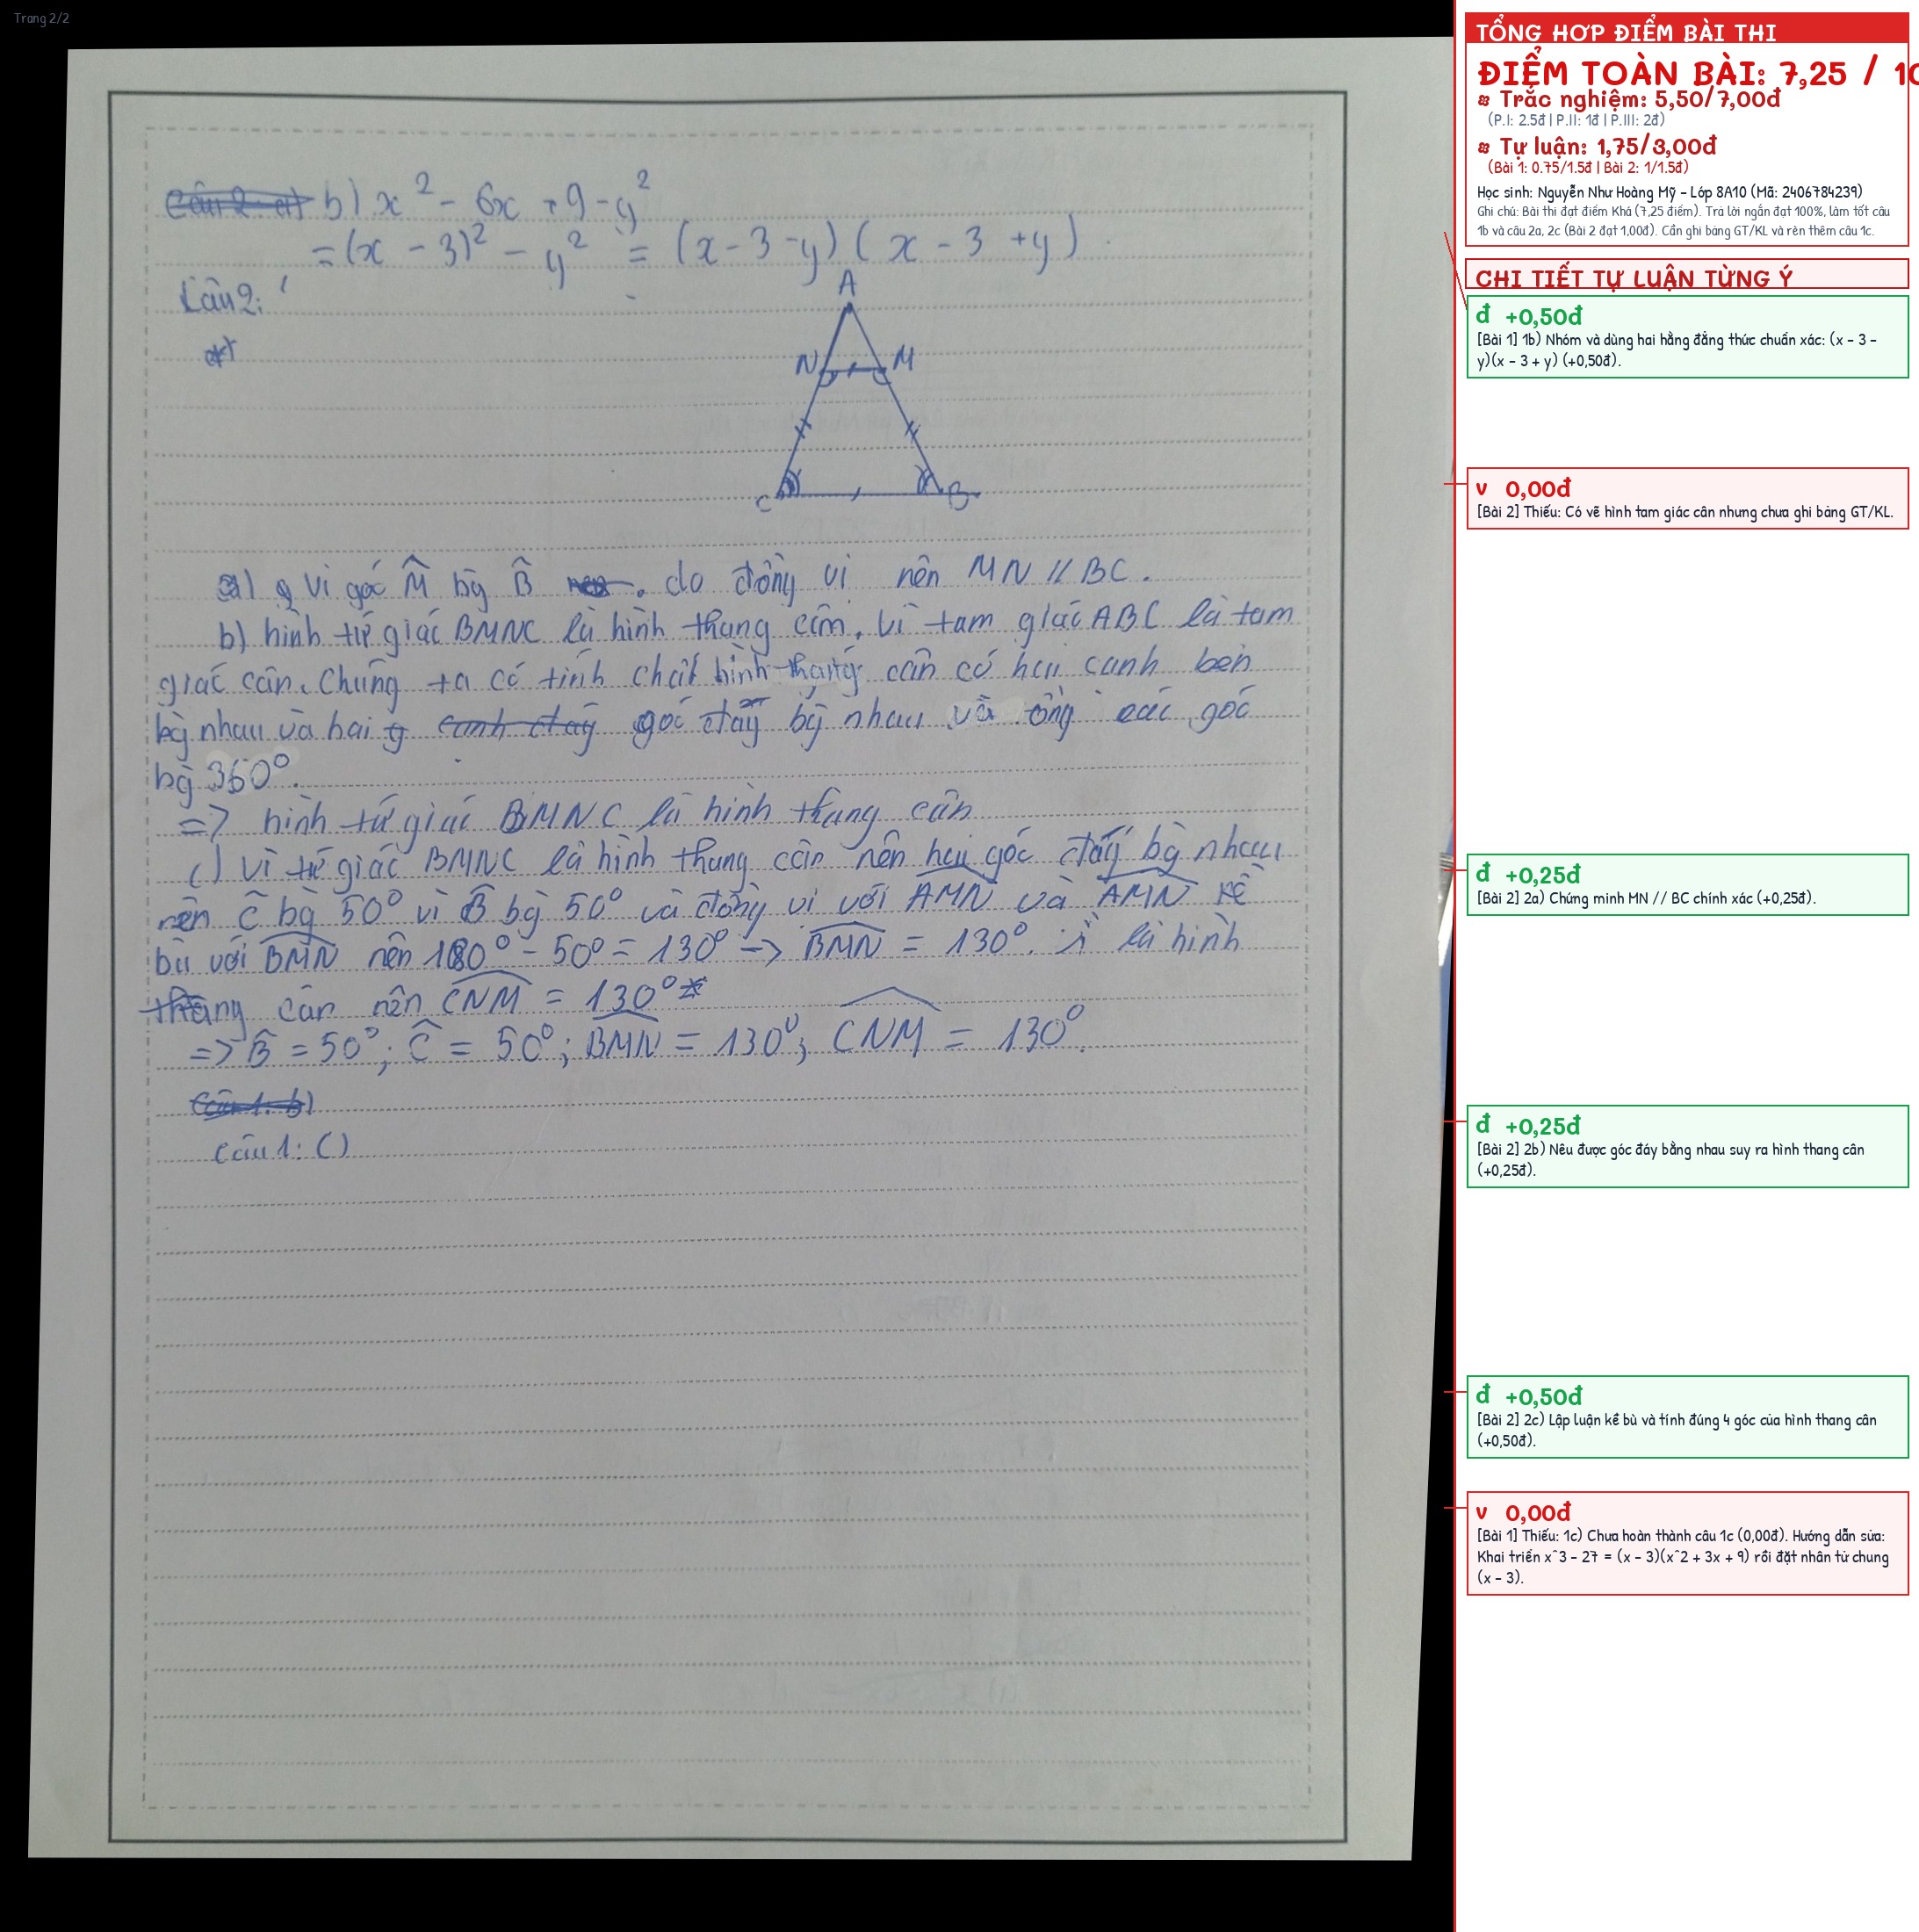 Trang 2/2
Câu 2: a) b) x² - 6x + 9 - y²
= (x - 3)² - y² = (x - 3 - y)(x - 3 + y).
Câu 2:
A
N M
C B
a) vì góc M̂ bg̀ B̂ . do đồng vị nên MN // BC.
b) hình tứ giác BMNC là hình thang cân. vì tam giác ABC là tam
giác cân. Chúng ta có tính chất hình thang cân có hai cạnh bên
bg̀ nhau và hai cạnh đáy góc đáy bg̀ nhau và ổng các góc
bg̀ 360°.
=> hình tứ giác BMNC là hình thang cân
c) vì tứ giác BMNC là hình thang cân nên hai góc đáy bg̀ nhau
nên Ĉ bg̀ 50° vì B̂ bg̀ 50° và đồng vị với AMN và AMN kề
bù với BMN nên 180° - 50° = 130° -> BMN = 130°. là hình
thang cân nên CNM = 130°
=> B̂ = 50°; Ĉ = 50°; BMN = 130°; CNM = 130°.
Câu 1: b)
Câu 1: c)
TỔNG HỢP ĐIỂM BÀI THI
ĐIỂM TOÀN BÀI: 7,25 / 10
Trắc nghiệm: 5,50/7,00đ
(P.I: 2.5đ | P.II: 1đ | P.III: 2đ)
Tự luận: 1,75/3,00đ
(Bài 1: 0.75/1.5đ | Bài 2: 1/1.5đ)
Học sinh: Nguyễn Như Hoàng Mỹ - Lớp 8A10 (Mã: 2406784239)
Ghi chú: Bài thi đạt điểm Khá (7,25 điểm). Trả lời ngắn đạt 100%, làm tốt câu
1b và câu 2a, 2c (Bài 2 đạt 1,00đ). Cần ghi bảng GT/KL và rèn thêm câu 1c.
CHI TIẾT TỰ LUẬN TỪNG Ý
đ +0,50đ
[Bài 1] 1b) Nhóm và dùng hai hằng đẳng thức chuẩn xác: (x - 3 -
y)(x - 3 + y) (+0,50đ).
v 0,00đ
[Bài 2] Thiếu: Có vẽ hình tam giác cân nhưng chưa ghi bảng GT/KL.
đ +0,25đ
[Bài 2] 2a) Chứng minh MN // BC chính xác (+0,25đ).
đ +0,25đ
[Bài 2] 2b) Nêu được góc đáy bằng nhau suy ra hình thang cân
(+0,25đ).
đ +0,50đ
[Bài 2] 2c) Lập luận kề bù và tính đúng 4 góc của hình thang cân
(+0,50đ).
v 0,00đ
[Bài 1] Thiếu: 1c) Chưa hoàn thành câu 1c (0,00đ). Hướng dẫn sửa:
Khai triển x^3 - 27 = (x - 3)(x^2 + 3x + 9) rồi đặt nhân tử chung
(x - 3).